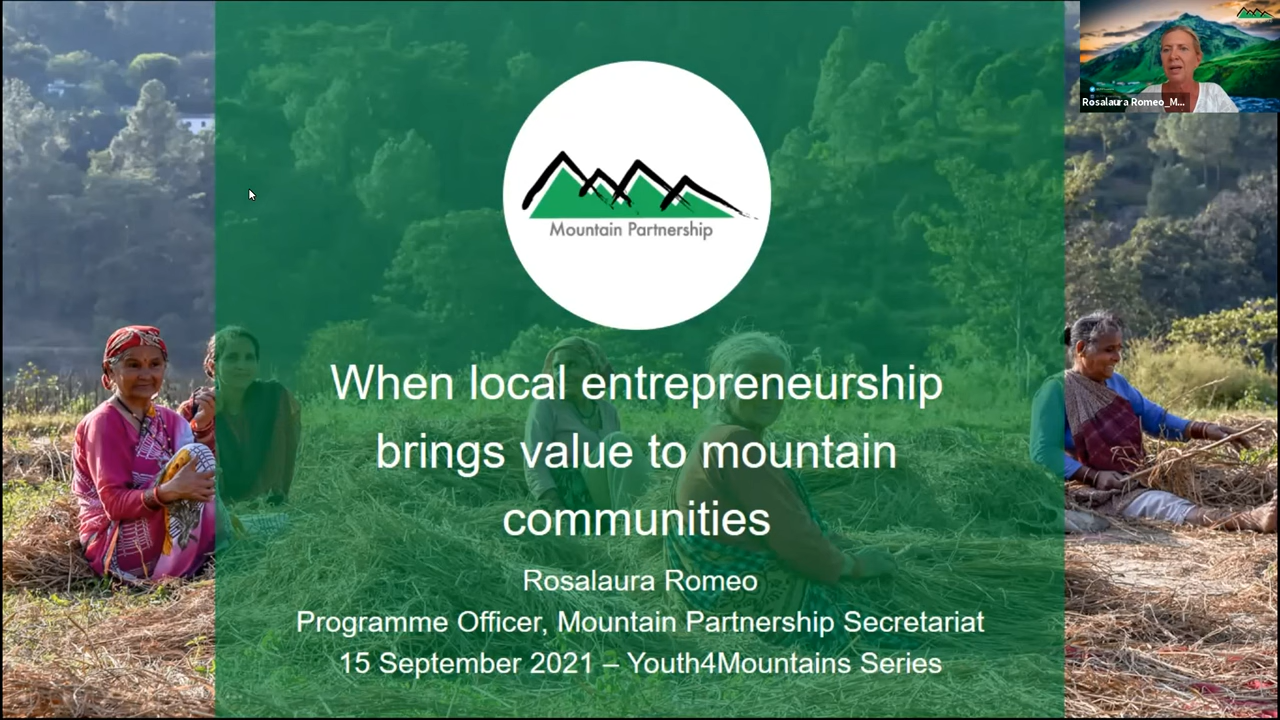 Rosalaura Romeo_M...
Mountain Partnership
When local entrepreneurship
brings value to mountain
communities
Rosalaura Romeo
Programme Officer, Mountain Partnership Secretariat
15 September 2021 – Youth4Mountains Series